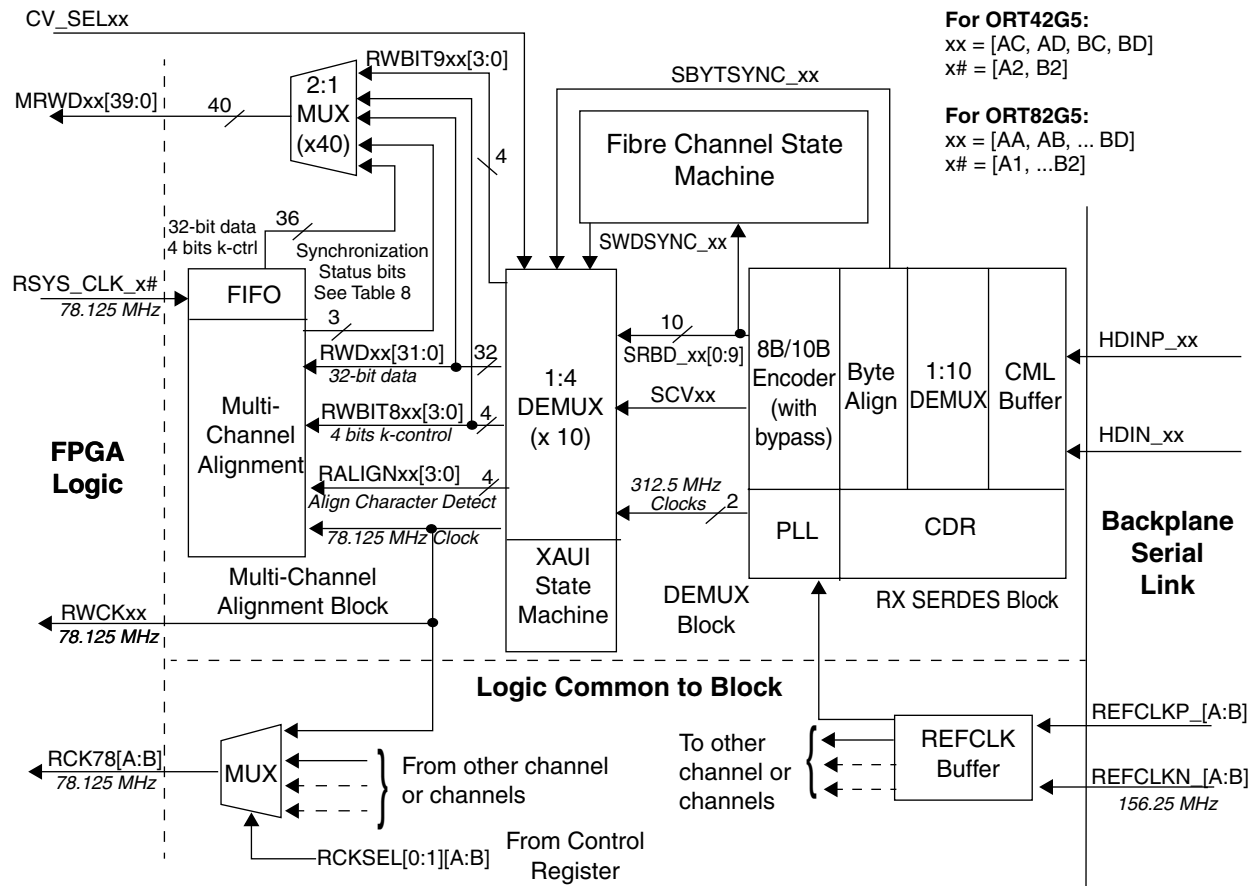 CV_SELxx
For ORT42G5:
xx = [AC, AD, BC, BD]
x# = [A2, B2]
For ORT82G5:
xx = [AA, AB, ... BD]
x# = [A1, ...B2]
RWBIT9xx[3:0]
SBYTSYNC_xx
MRWDxx[39:0]
40
2:1
MUX
(x40)
4
Fibre Channel State
Machine
32-bit data
4 bits k-ctrl
36
Synchronization
Status bits
See Table 8
SWDSYNC_xx
RSYS_CLK_x#
78.125 MHz
FIFO
3
Multi-
Channel
Alignment
RWDxx[31:0]
32
32-bit data
RWBIT8xx[3:0]
4
4 bits k-control
RALIGNxx[3:0]
4
Align Character Detect
78.125 MHz Clock
1:4
DEMUX
(x 10)
XAUI
State
Machine
10
SRBD_xx[0:9]
SCVxx
312.5 MHz
Clocks
2
8B/10B
Encoder
(with
bypass)
Byte
Align
1:10
DEMUX
CML
Buffer
PLL
CDR
HDINP_xx
HDIN_xx
FPGA
Logic
Backplane
Serial
Link
Multi-Channel
Alignment Block
DEMUX
Block
RX SERDES Block
RWCKxx
78.125 MHz
Logic Common to Block
RCK78[A:B]
78.125 MHz
MUX
From other channel
or channels
To other
channel or
channels
REFCLK
Buffer
REFCLKP_[A:B]
REFCLKN_[A:B]
156.25 MHz
RCKSEL[0:1][A:B]
From Control
Register